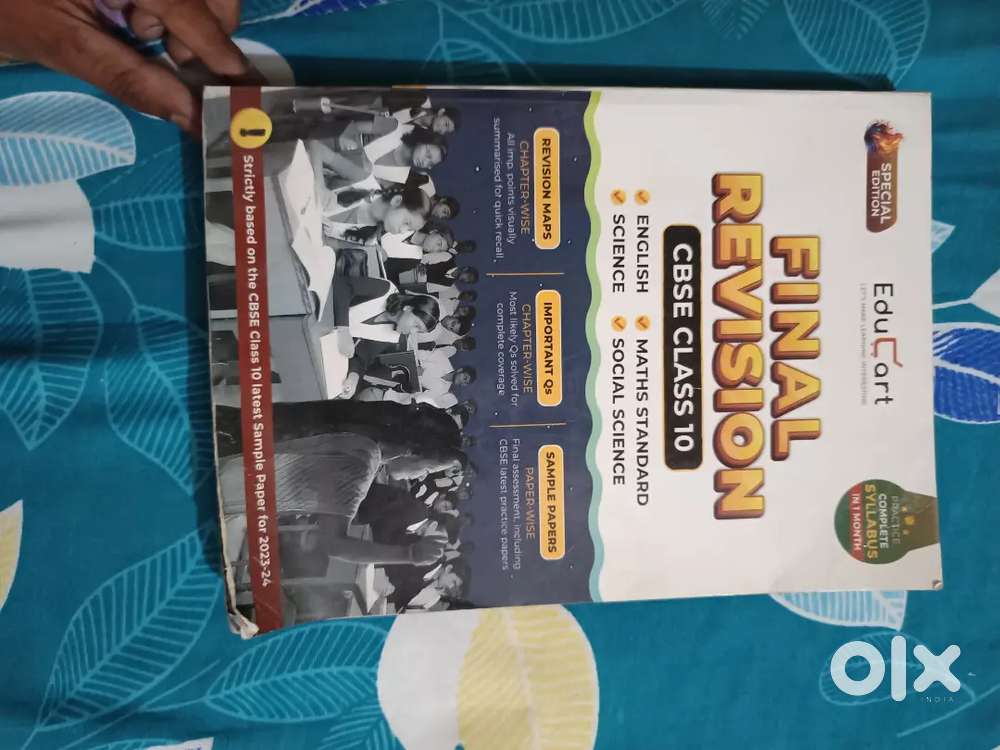 SPECIAL
EDITION
EduCart
LET'S MAKE LEARNING INTERESTING
PRACTICE
COMPLETE
SYLLABUS
IN 1 MONTH
FINAL
REVISION
CBSE CLASS 10
ENGLISH
MATHS STANDARD
SCIENCE
SOCIAL SCIENCE
REVISION MAPS
CHAPTER-WISE
All imp. points visually
summarised for quick recall
IMPORTANT Qs
CHAPTER-WISE
Most likely Qs solved for
complete coverage
SAMPLE PAPERS
PAPER-WISE
Final assessment, including
CBSE latest practice papers
Strictly based on the CBSE Class 10 latest Sample Paper for 2023-24
olx
INDIA